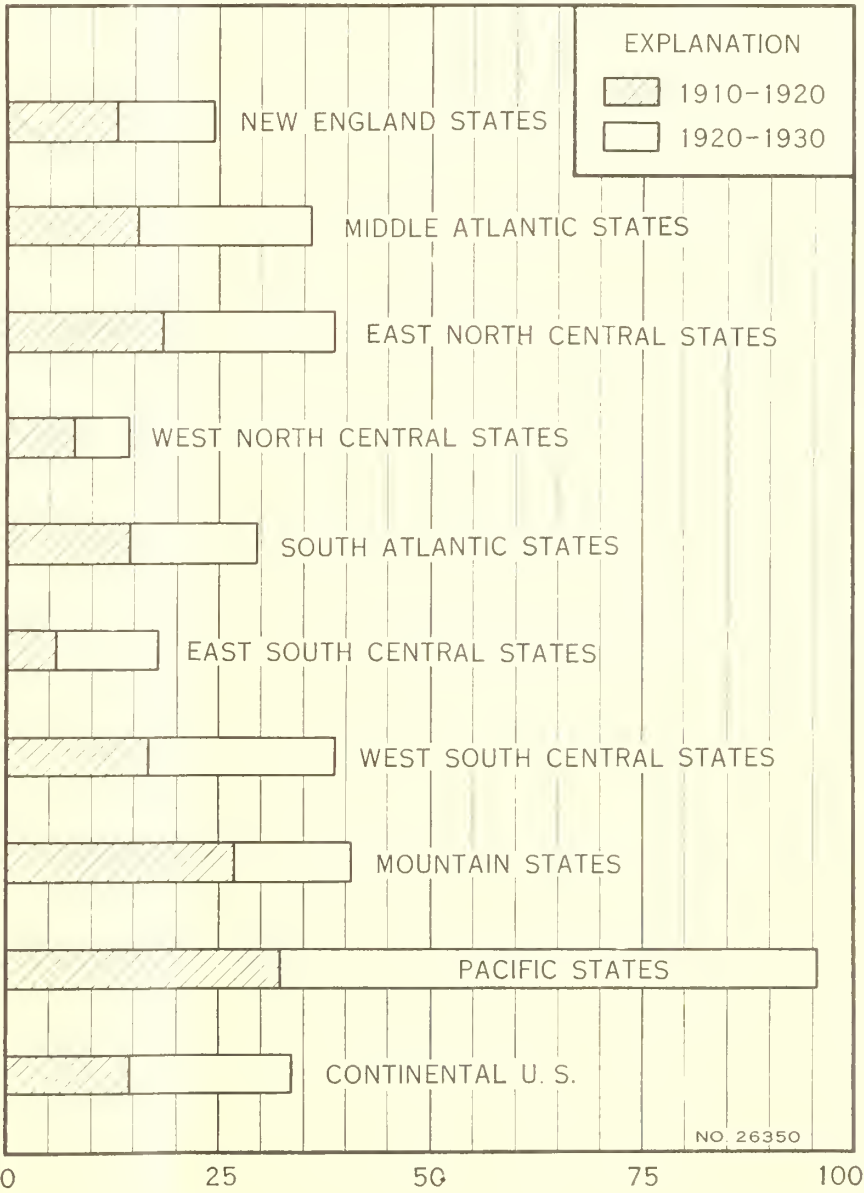 EXPLANATION
1910-1920
1920-1930
NEW ENGLAND STATES
MIDDLE ATLANTIC STATES
EAST NORTH CENTRAL STATES
WEST NORTH CENTRAL STATES
SOUTH ATLANTIC STATES
EAST SOUTH CENTRAL STATES
WEST SOUTH CENTRAL STATES
MOUNTAIN STATES
PACIFIC STATES
CONTINENTAL U. S.
NO. 26350
0 25 50 75 100